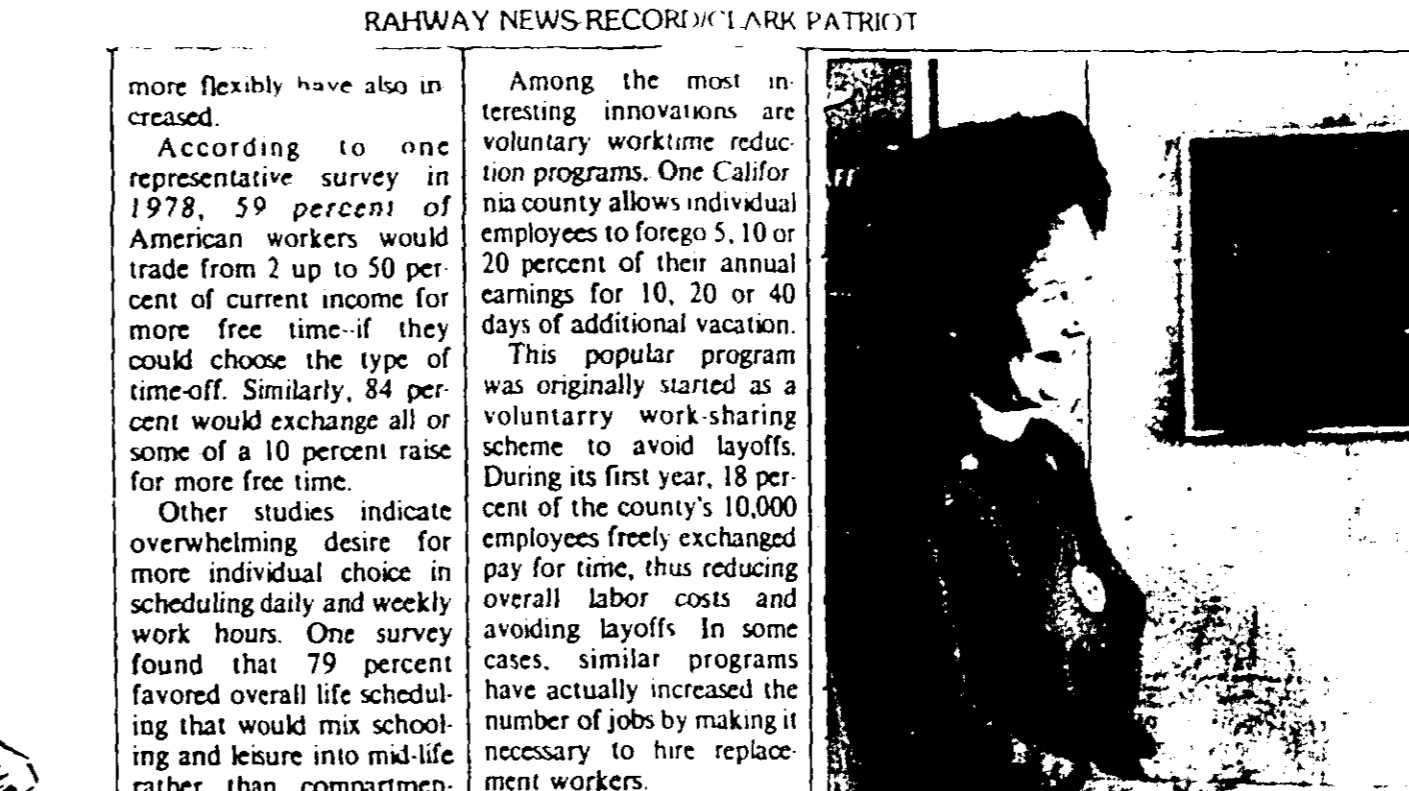 RAHWAY NEWS-RECORD/CLARK PATRIOT
more flexibly have also in-
creased.
According to one
representative survey in
1978, 59 percent of
American workers would
trade from 2 up to 50 per-
cent of current income for
more free time--if they
could choose the type of
time-off. Similarly, 84 per-
cent would exchange all or
some of a 10 percent raise
for more free time.
Other studies indicate
overwhelming desire for
more individual choice in
scheduling daily and weekly
work hours. One survey
found that 79 percent
favored overall life schedul-
ing that would mix school-
ing and leisure into mid-life
rather than compartmen-
Among the most in-
teresting innovations are
voluntary worktime reduc-
tion programs. One Califor
nia county allows individual
employees to forego 5, 10 or
20 percent of their annual
earnings for 10, 20 or 40
days of additional vacation.
This popular program
was originally started as a
voluntarry work-sharing
scheme to avoid layoffs.
During its first year, 18 per-
cent of the county's 10,000
employees freely exchanged
pay for time, thus reducing
overall labor costs and
avoiding layoffs In some
cases, similar programs
have actually increased the
number of jobs by making it
necessary to hire replace-
ment workers.